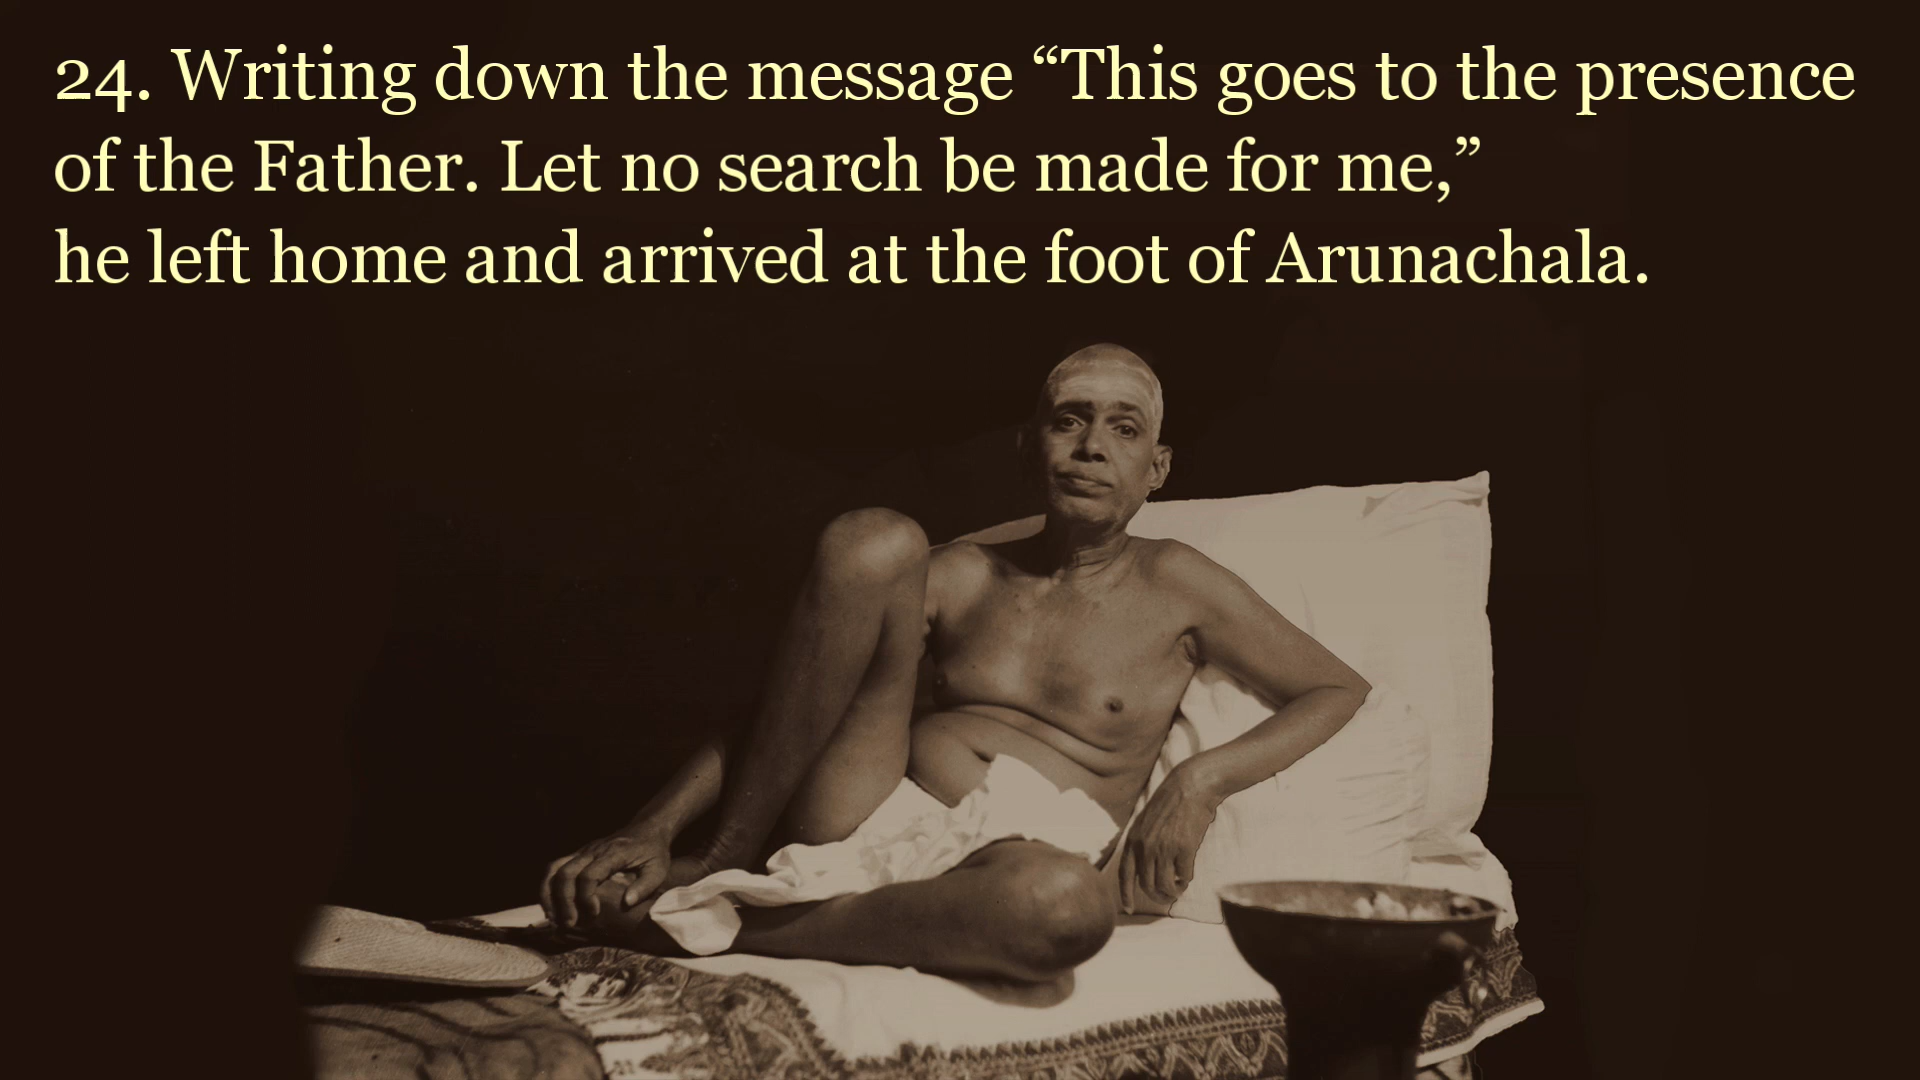 24. Writing down the message “This goes to the presence
of the Father. Let no search be made for me,”
he left home and arrived at the foot of Arunachala.